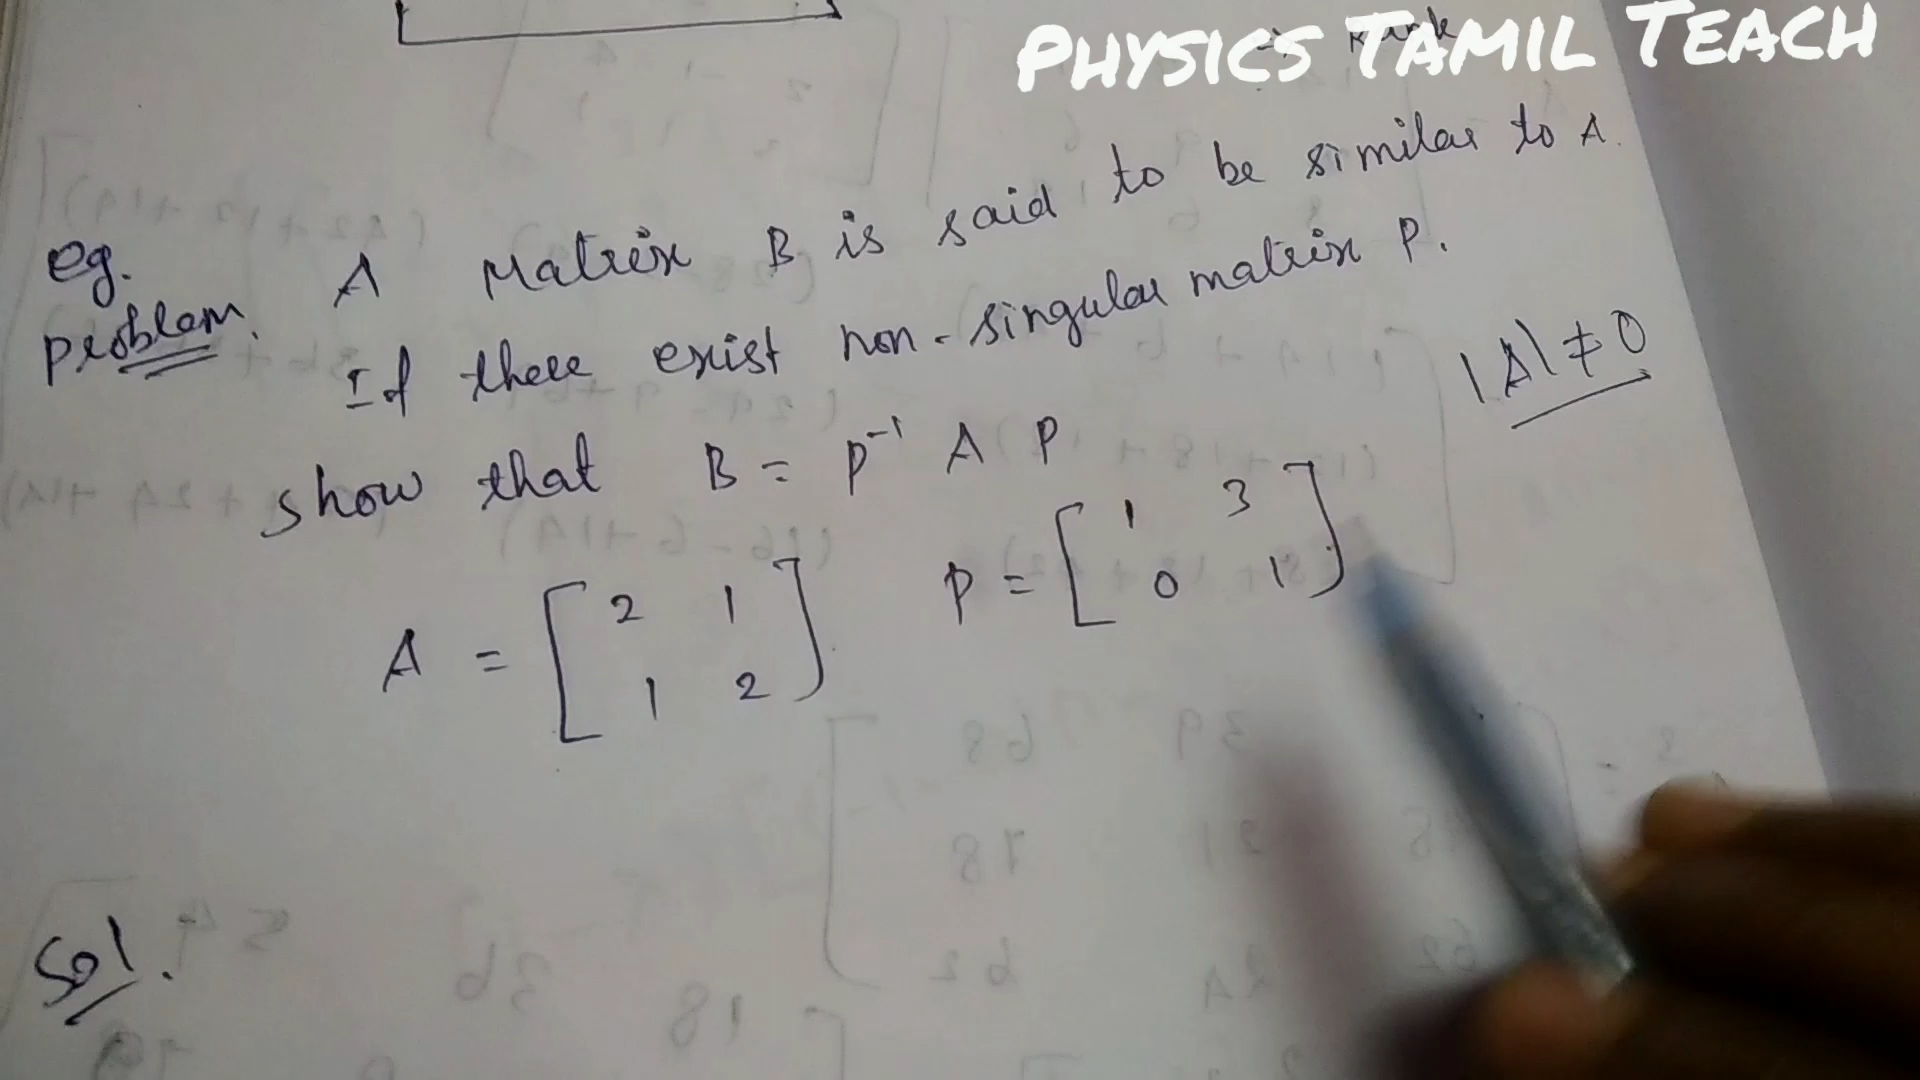 PHYSICS TAMIL TEACH
Rank
eg. problem. A Matrix B is said to be similar to A.
If there exist non-singular matrix P.
|A| ≠ 0
show that B = P⁻¹ A P
A = [ 2 1
1 2 ]
P = [ 1 3
0 1 ]
Sol.